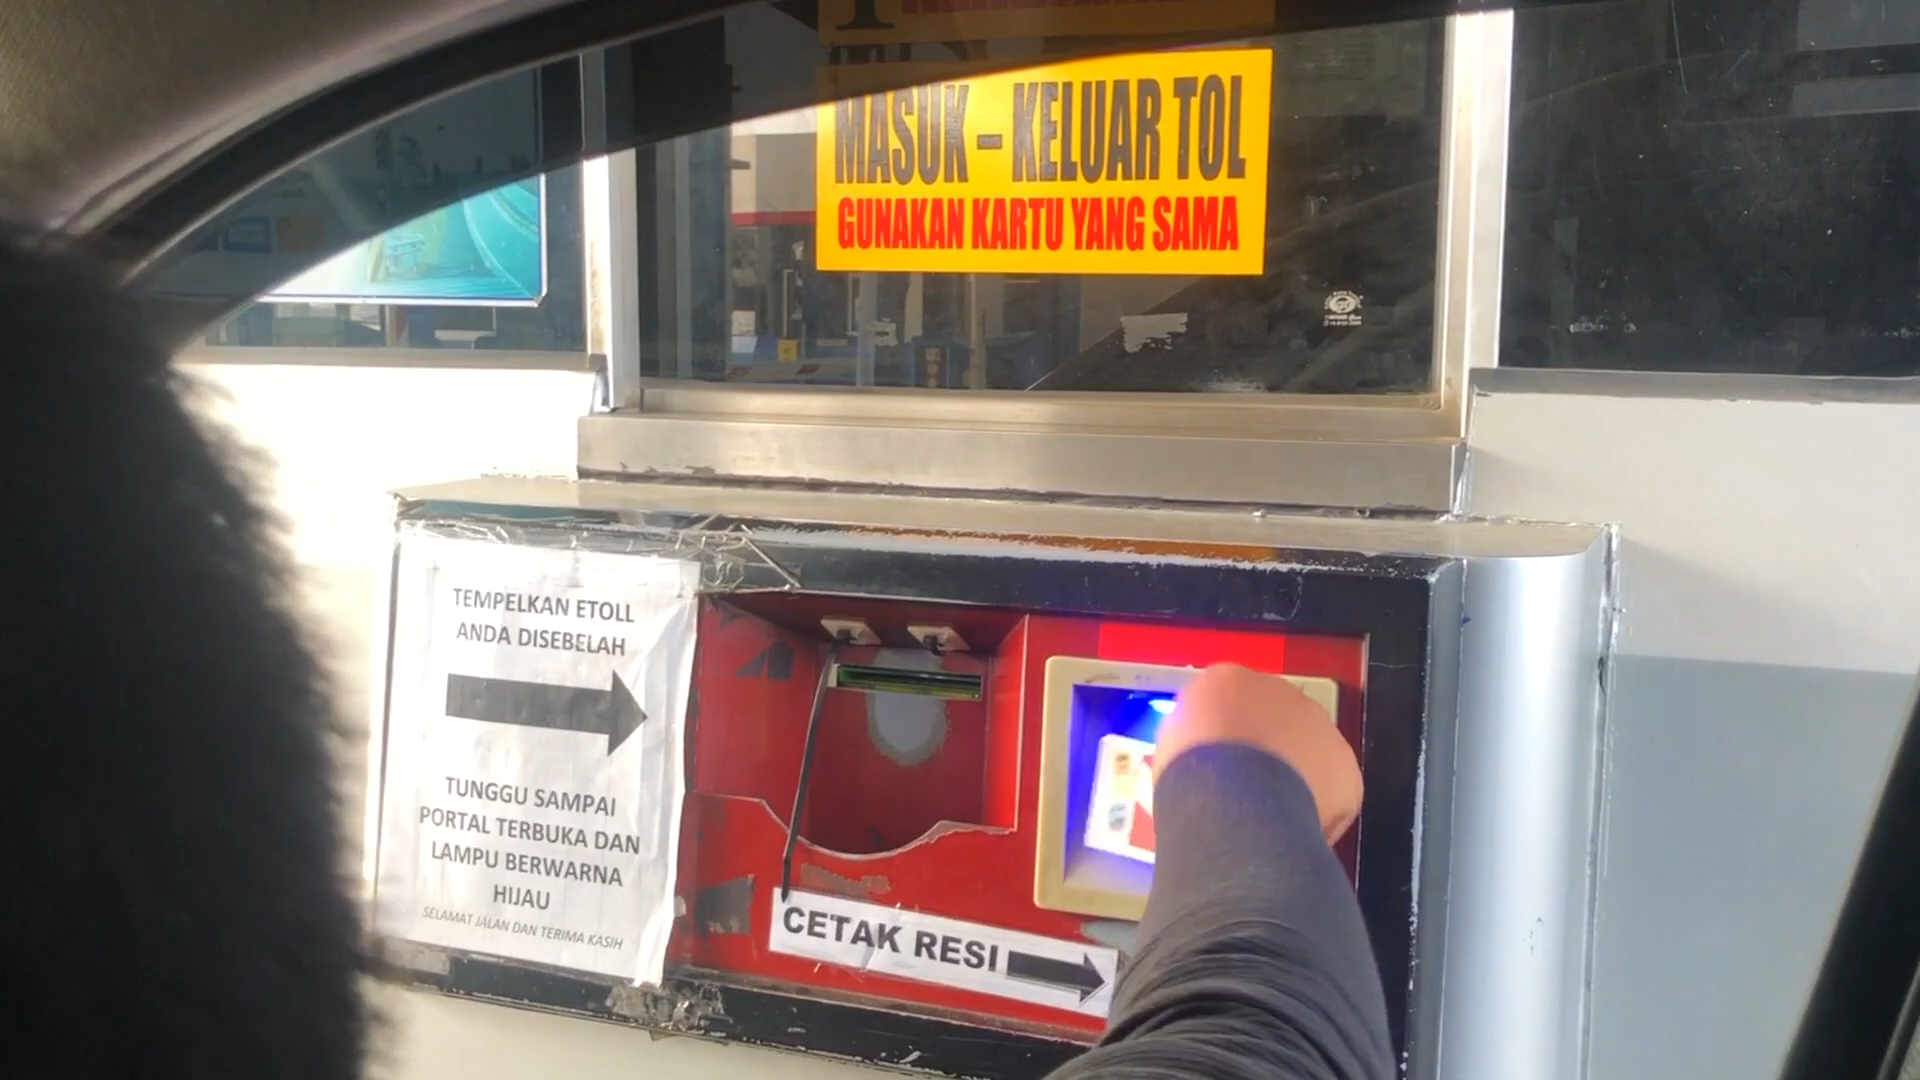 MASUK – KELUAR TOL
GUNAKAN KARTU YANG SAMA
TEMPELKAN ETOLL
ANDA DISEBELAH
TUNGGU SAMPAI
PORTAL TERBUKA DAN
LAMPU BERWARNA
HIJAU
SELAMAT JALAN DAN TERIMA KASIH
CETAK RESI